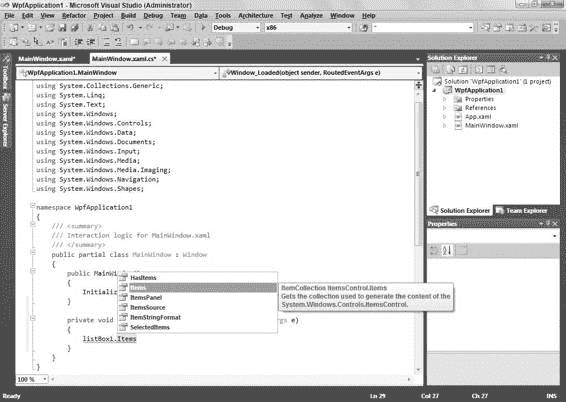 WpfApplication1 - Microsoft Visual Studio (Administrator)
File Edit View Refactor Project Build Debug Team Data Tools Architecture Test Analyze Window Help
Debug x86
MainWindow.xaml* MainWindow.xaml.cs*
WpfApplication1.MainWindow Window_Loaded(object sender, RoutedEventArgs e)
Toolbox
Server Explorer
using System.Collections.Generic;
using System.Linq;
using System.Text;
using System.Windows;
using System.Windows.Controls;
using System.Windows.Data;
using System.Windows.Documents;
using System.Windows.Input;
using System.Windows.Media;
using System.Windows.Media.Imaging;
using System.Windows.Navigation;
using System.Windows.Shapes;
namespace WpfApplication1
{
/// <summary>
/// Interaction logic for MainWindow.xaml
/// </summary>
public partial class MainWindow : Window
{
public MainW
{
Initial
}
private void gs e)
{
listBox1.Items
}
}
}
HasItems
Items
ItemsPanel
ItemsSource
ItemStringFormat
SelectedItems
ItemCollection ItemsControl.Items
Gets the collection used to generate the content of the
System.Windows.Controls.ItemsControl.
100 %
Solution Explorer
Solution 'WpfApplication1' (1 project)
WpfApplication1
Properties
References
App.xaml
MainWindow.xaml
Solution Explorer Team Explorer
Properties
Ready Ln 29 Col 27 Ch 27 INS